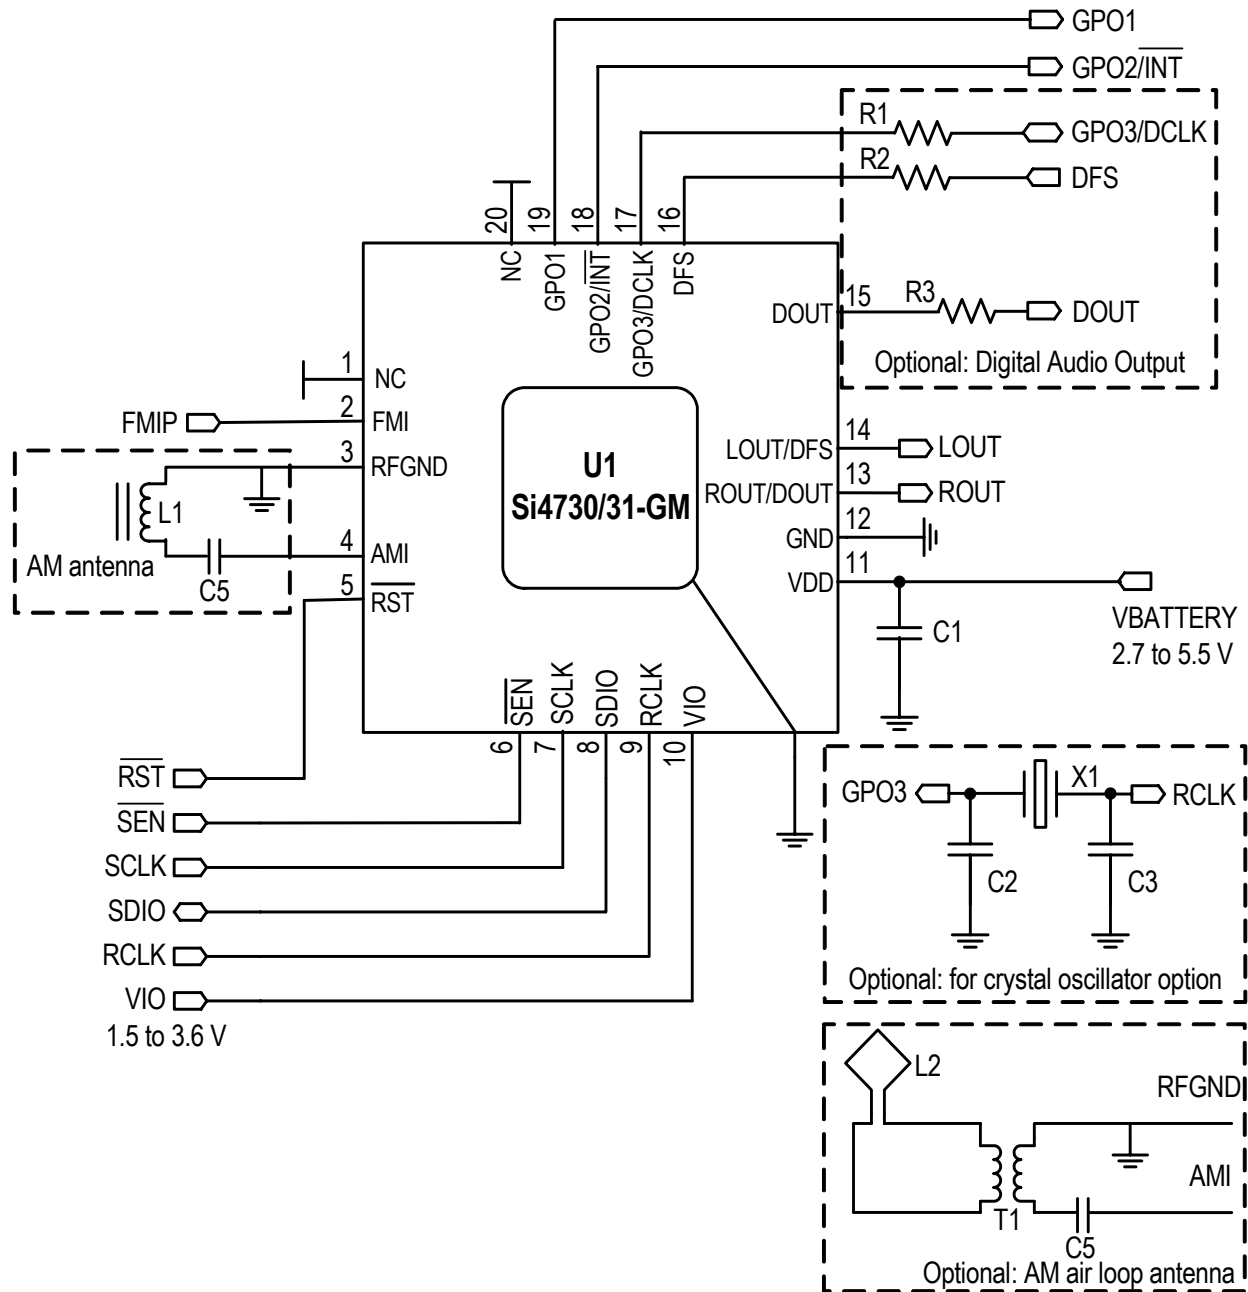 GPO1
GPO2/INT
R1
GPO3/DCLK
R2
DFS
20
19
18
17
16
NC
GPO1
GPO2/INT
GPO3/DCLK
DFS
DOUT
15
R3
DOUT
Optional: Digital Audio Output
1
NC
FMIP
2
FMI
3
RFGND
L1
AM antenna
C5
4
AMI
5
RST
U1
Si4730/31-GM
LOUT/DFS
14
LOUT
ROUT/DOUT
13
ROUT
GND
12
VDD
11
C1
VBATTERY
2.7 to 5.5 V
SEN
SCLK
SDIO
RCLK
VIO
6
7
8
9
10
RST
SEN
SCLK
SDIO
RCLK
VIO
1.5 to 3.6 V
GPO3
X1
RCLK
C2
C3
Optional: for crystal oscillator option
L2
RFGND
AMI
T1
C5
Optional: AM air loop antenna